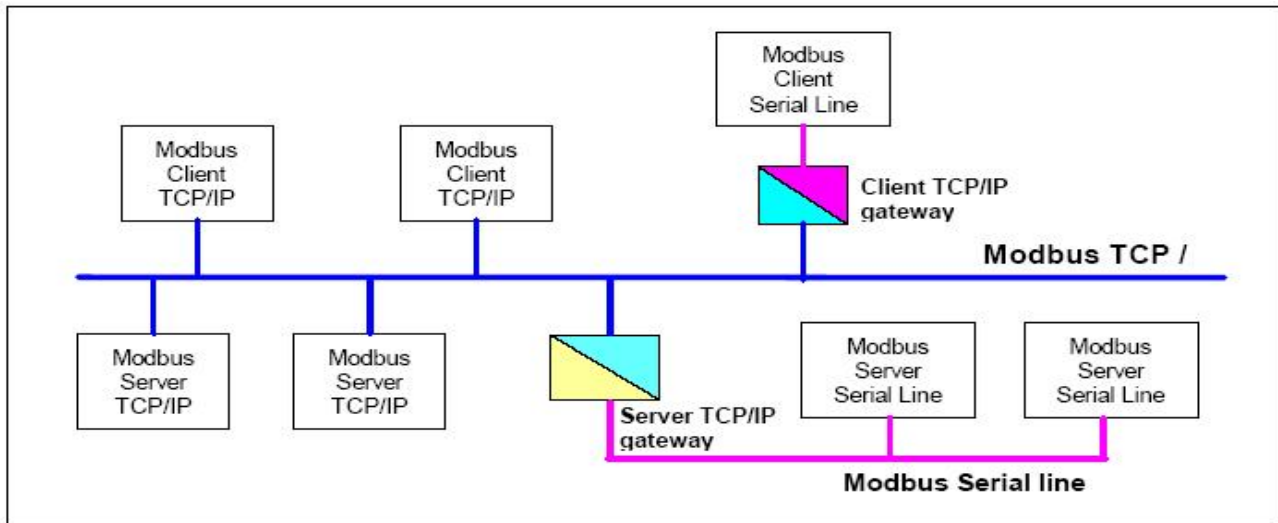 Modbus
Client
Serial Line
Modbus
Client
TCP/IP
Modbus
Client
TCP/IP
Client TCP/IP
gateway
Modbus TCP /
Modbus
Server
TCP/IP
Modbus
Server
TCP/IP
Modbus
Server
Serial Line
Modbus
Server
Serial Line
Server TCP/IP
gateway
Modbus Serial line